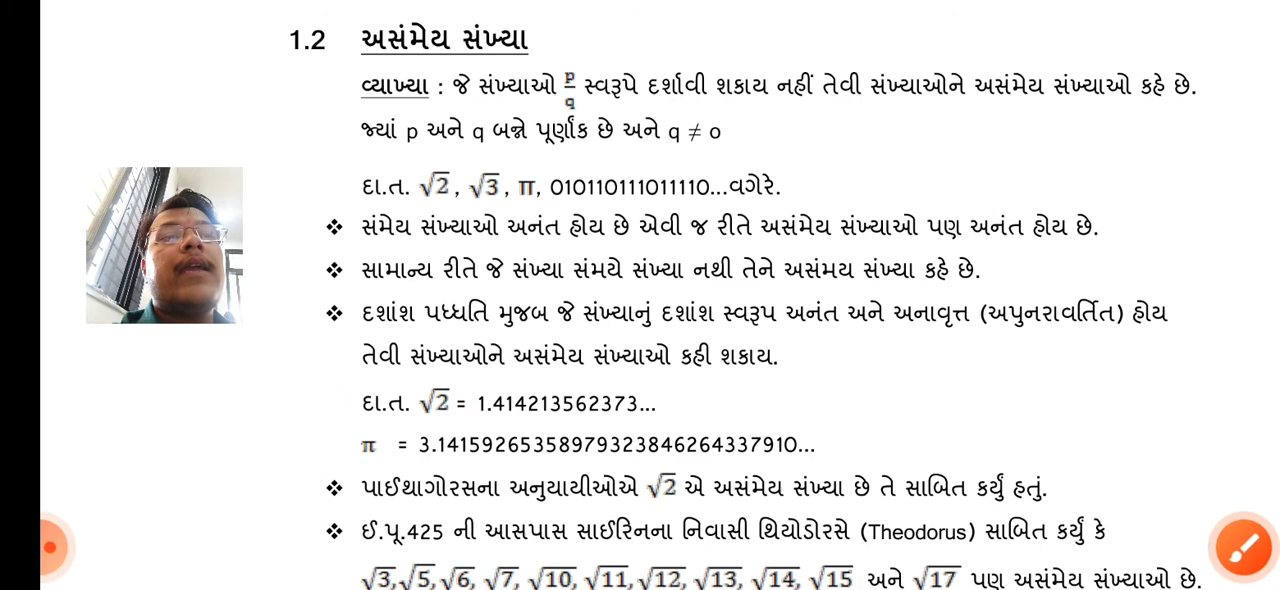 1.2 અસંમેય સંખ્યા
વ્યાખ્યા : જે સંખ્યાઓ p/q સ્વરૂપે દર્શાવી શકાય નહીં તેવી સંખ્યાઓને અસંમેય સંખ્યાઓ કહે છે.
જ્યાં p અને q બન્ને પૂર્ણાંક છે અને q ≠ 0
દા.ત. √2, √3, π, 010110111011110...વગેરે.
❖ સંમેય સંખ્યાઓ અનંત હોય છે એવી જ રીતે અસંમેય સંખ્યાઓ પણ અનંત હોય છે.
❖ સામાન્ય રીતે જે સંખ્યા સંમયે સંખ્યા નથી તેને અસંમય સંખ્યા કહે છે.
❖ દશાંશ પધ્ધતિ મુજબ જે સંખ્યાનું દશાંશ સ્વરૂપ અનંત અને અનાવૃત્ત (અપુનરાવર્તિત) હોય
તેવી સંખ્યાઓને અસંમેય સંખ્યાઓ કહી શકાય.
દા.ત. √2 = 1.414213562373...
π = 3.14159265358979323846264337910...
❖ પાઈથાગોરસના અનુયાયીઓએ √2 એ અસંમેય સંખ્યા છે તે સાબિત કર્યું હતું.
❖ ઈ.પૂ.425 ની આસપાસ સાઈરિનના નિવાસી થિયોડોરસે (Theodorus) સાબિત કર્યું કે
√3,√5,√6, √7, √10, √11,√12, √13, √14, √15 અને √17 પણ અસંમેય સંખ્યાઓ છે.